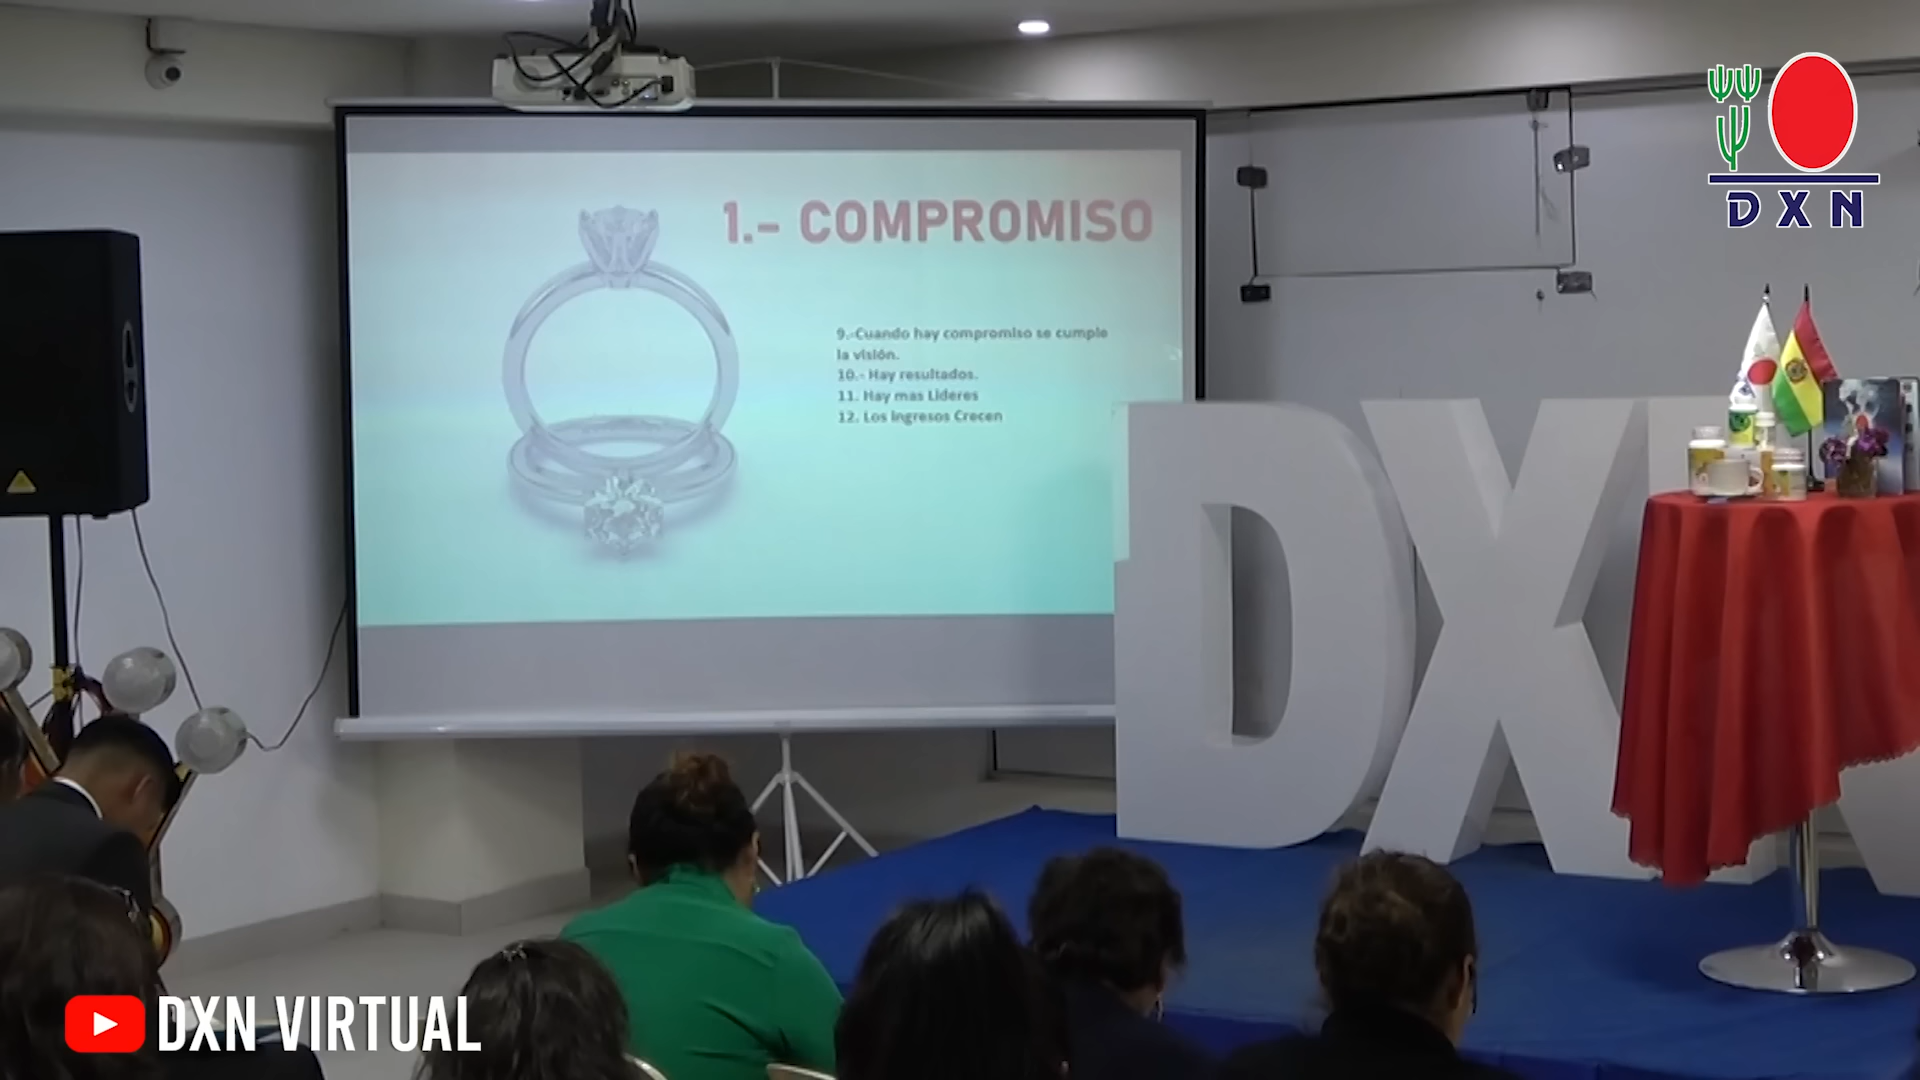 DXN
1.- COMPROMISO
9.-Cuando hay compromiso se cumple
la visión.
10.- Hay resultados.
11. Hay mas Lideres
12. Los ingresos Crecen
DX
DXN VIRTUAL